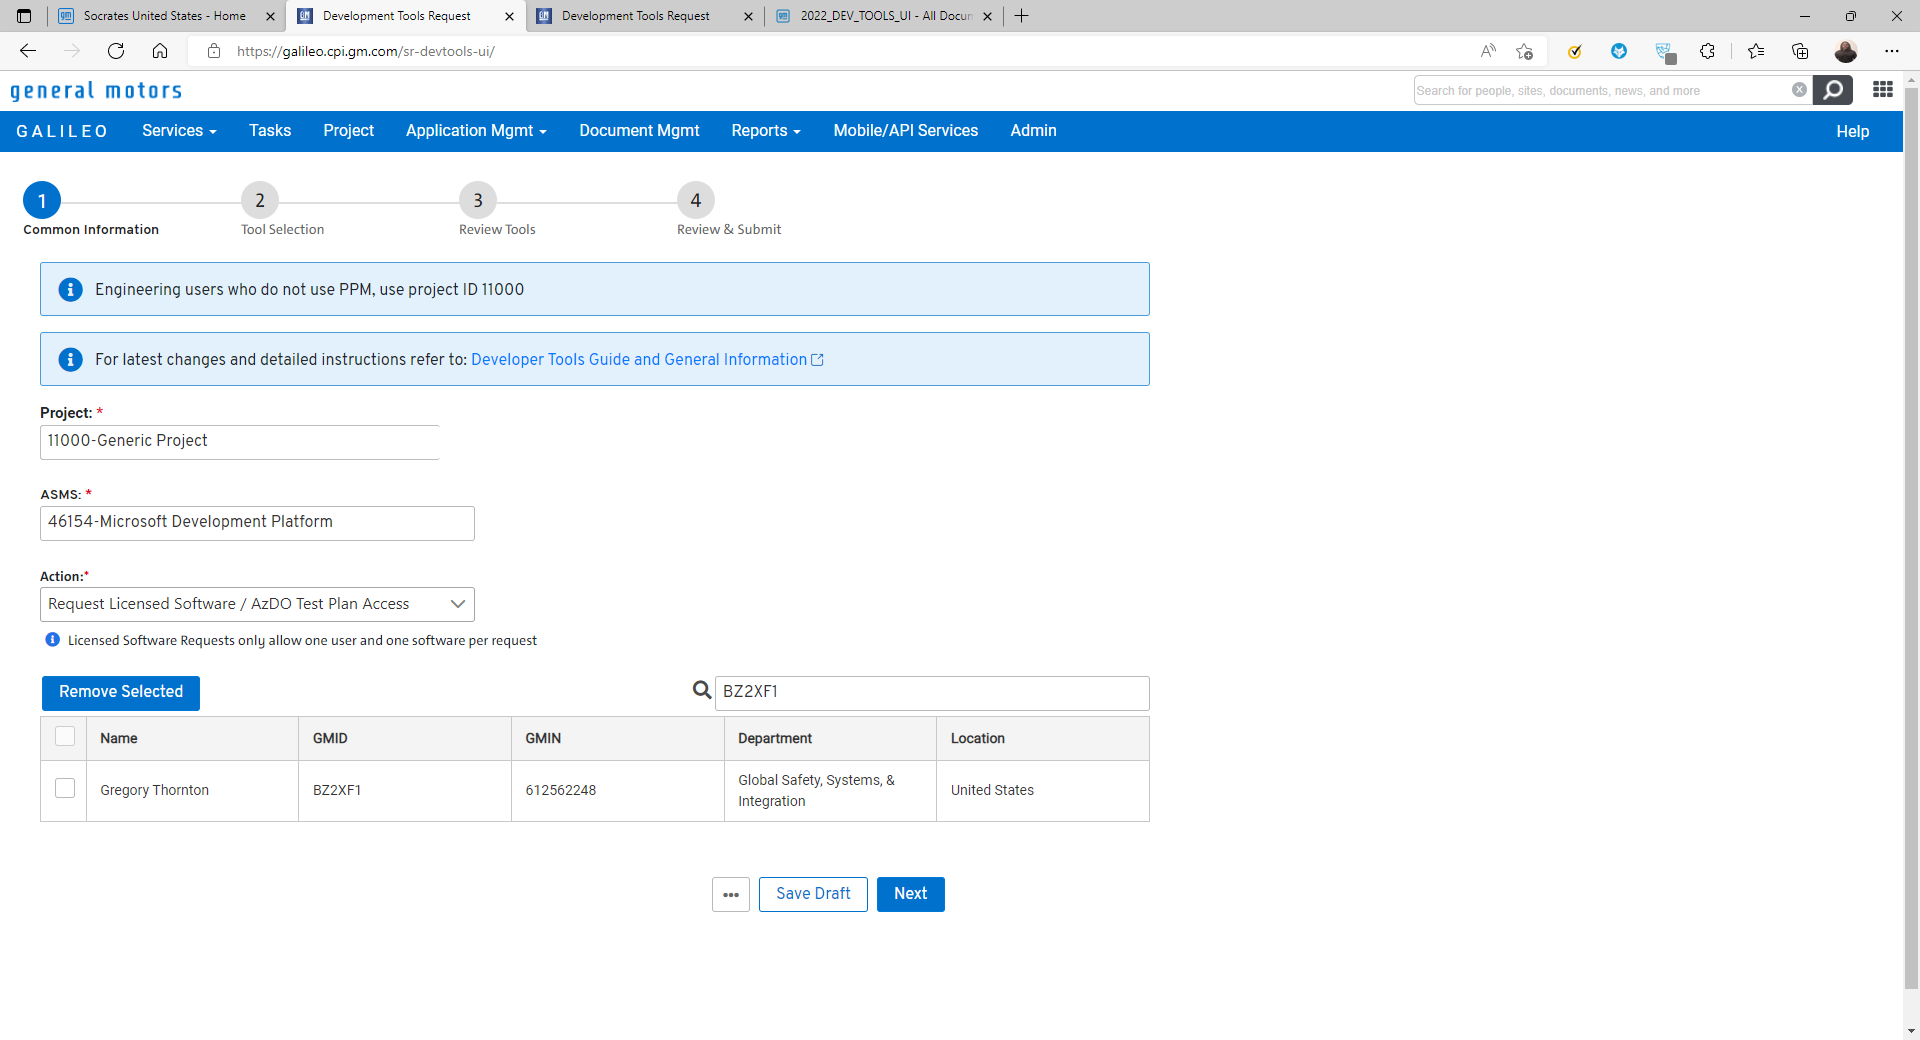 Socrates United States - Home
Development Tools Request
Development Tools Request
2022_DEV_TOOLS_UI - All Docun
https://galileo.cpi.gm.com/sr-devtools-ui/
general motors
Search for people, sites, documents, news, and more
GALILEO Services Tasks Project Application Mgmt Document Mgmt Reports Mobile/API Services Admin Help
1 2 3 4
Common Information Tool Selection Review Tools Review & Submit
Engineering users who do not use PPM, use project ID 11000
For latest changes and detailed instructions refer to: Developer Tools Guide and General Information
Project: *
11000-Generic Project
ASMS: *
46154-Microsoft Development Platform
Action:*
Request Licensed Software / AzDO Test Plan Access
Licensed Software Requests only allow one user and one software per request
Remove Selected BZ2XF1
Name GMID GMIN Department Location
Gregory Thornton BZ2XF1 612562248 Global Safety, Systems, & Integration United States
Save Draft Next